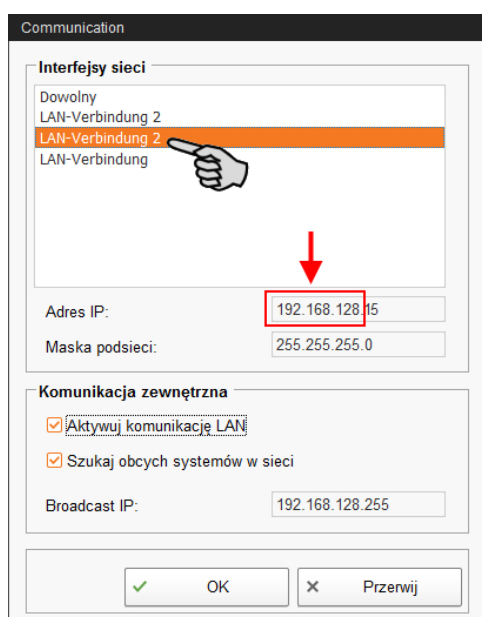 Communication
Interfejsy sieci
Dowolny
LAN-Verbindung 2
LAN-Verbindung 2
LAN-Verbindung
Adres IP: 192.168.128.15
Maska podsieci: 255.255.255.0
Komunikacja zewnętrzna
Aktywuj komunikację LAN
Szukaj obcych systemów w sieci
Broadcast IP: 192.168.128.255
OK Przerwij